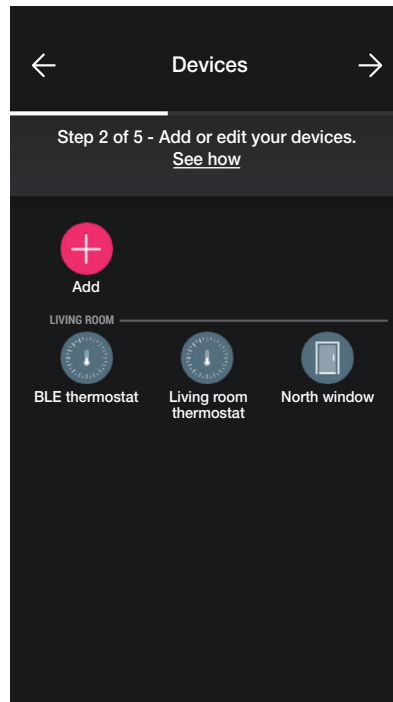 Devices
Step 2 of 5 - Add or edit your devices.
See how
Add
LIVING ROOM
BLE thermostat
Living room
thermostat
North window